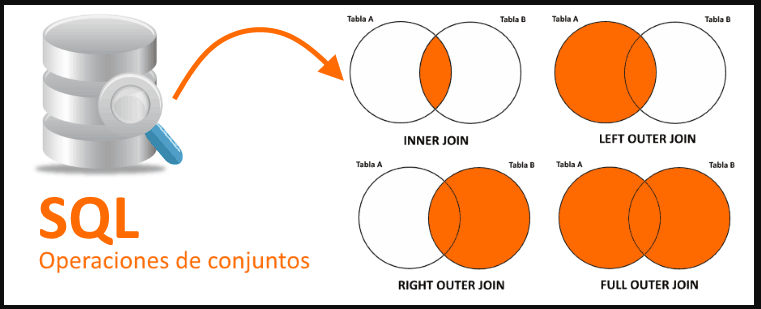 Tabla A
Tabla B
INNER JOIN
Tabla A
Tabla B
LEFT OUTER JOIN
Tabla A
Tabla B
RIGHT OUTER JOIN
Tabla A
Tabla B
FULL OUTER JOIN
SQL
Operaciones de conjuntos